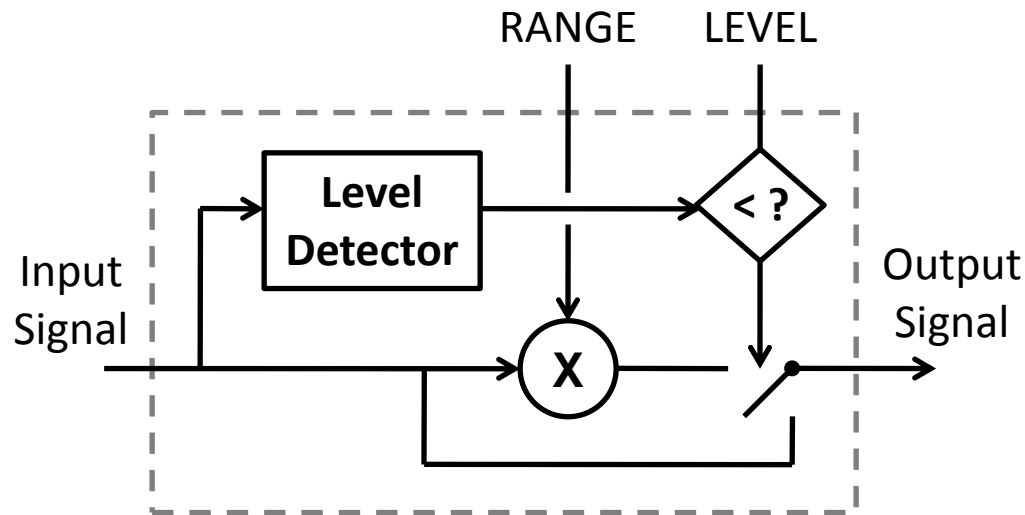 RANGE
LEVEL
Level
Detector
< ?
Input
Signal
X
Output
Signal